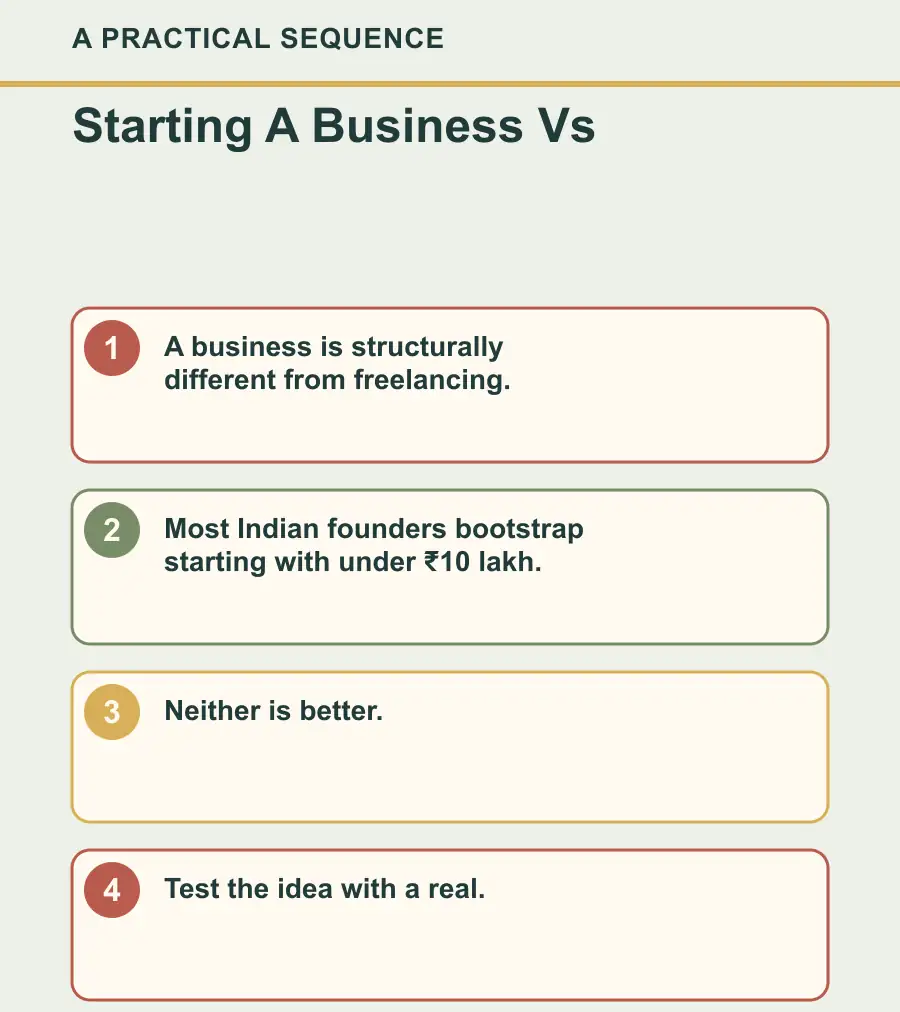 A PRACTICAL SEQUENCE
Starting A Business Vs
1
A business is structurally
different from freelancing.
2
Most Indian founders bootstrap
starting with under ₹10 lakh.
3
Neither is better.
4
Test the idea with a real.